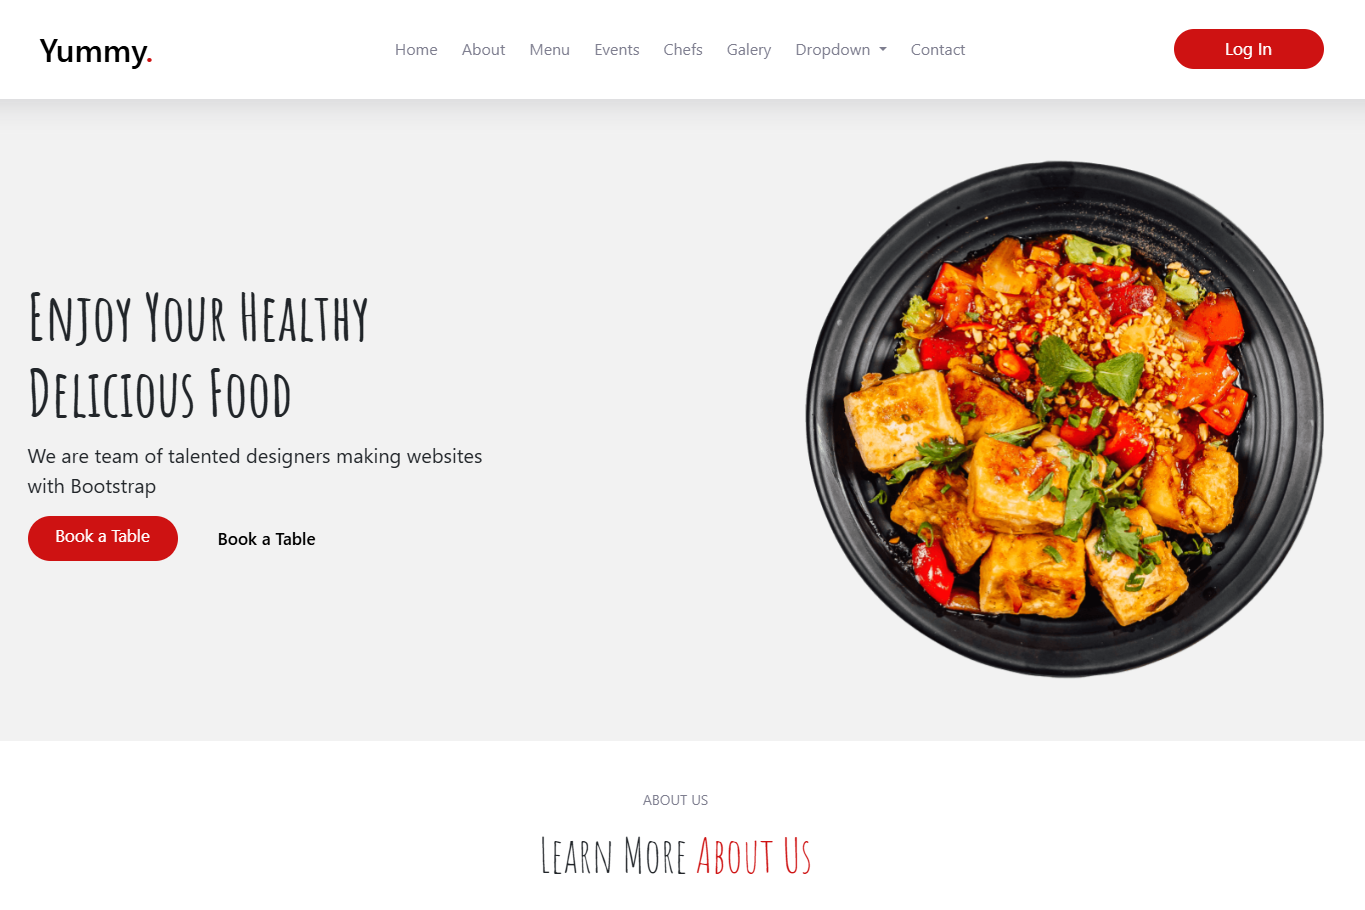 Yummy.
Home About Menu Events Chefs Galery Dropdown Contact
Log In
Enjoy Your Healthy
Delicious Food
We are team of talented designers making websites
with Bootstrap
Book a Table Book a Table
ABOUT US
Learn More About Us